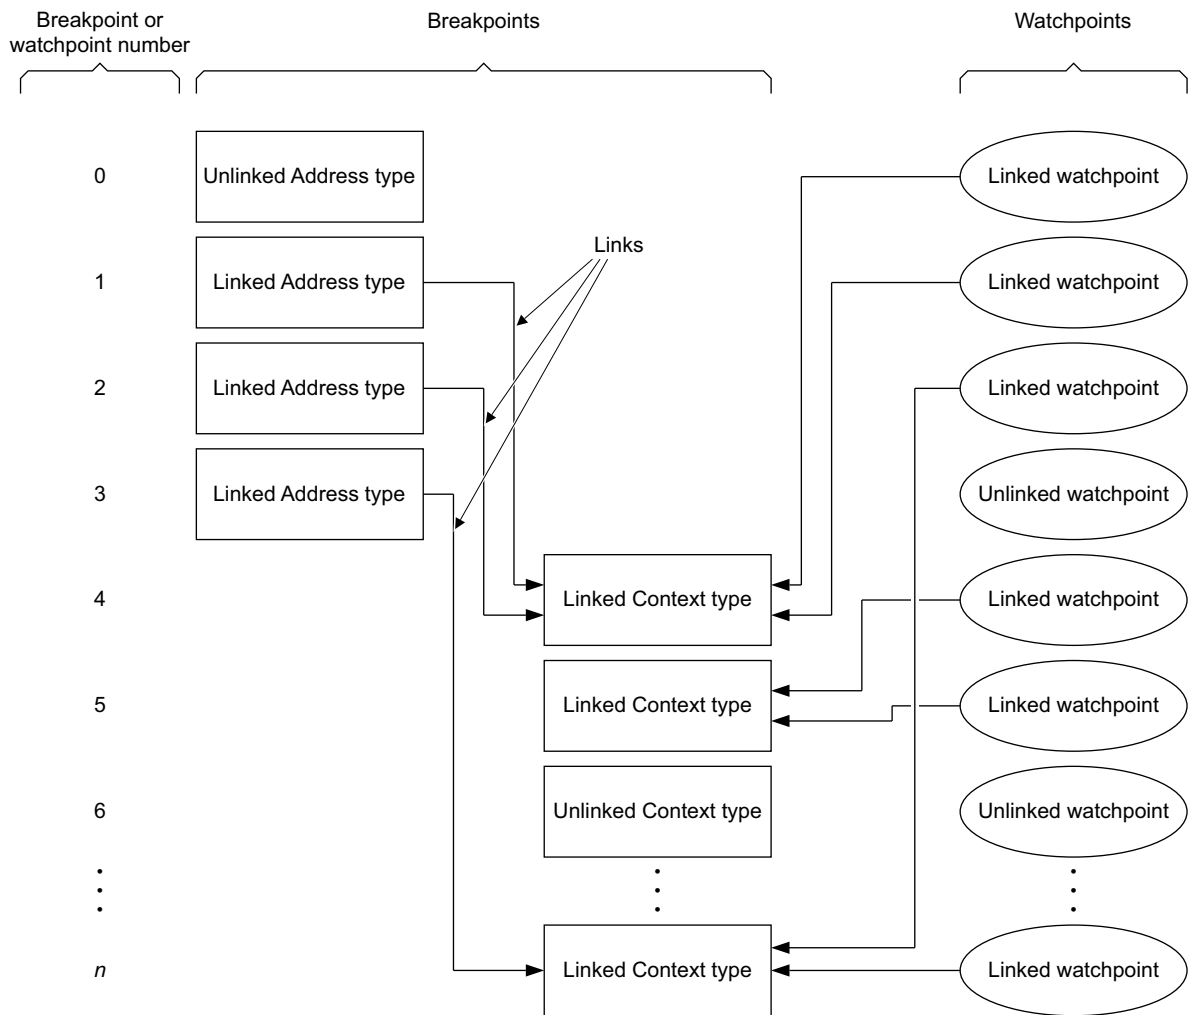 Breakpoint or
watchpoint number
Breakpoints
Watchpoints
0
Unlinked Address type
Linked watchpoint
Links
1
Linked Address type
Linked watchpoint
2
Linked Address type
Linked watchpoint
3
Linked Address type
Unlinked watchpoint
4
Linked Context type
Linked watchpoint
5
Linked Context type
Linked watchpoint
6
Unlinked Context type
Unlinked watchpoint
n
Linked Context type
Linked watchpoint